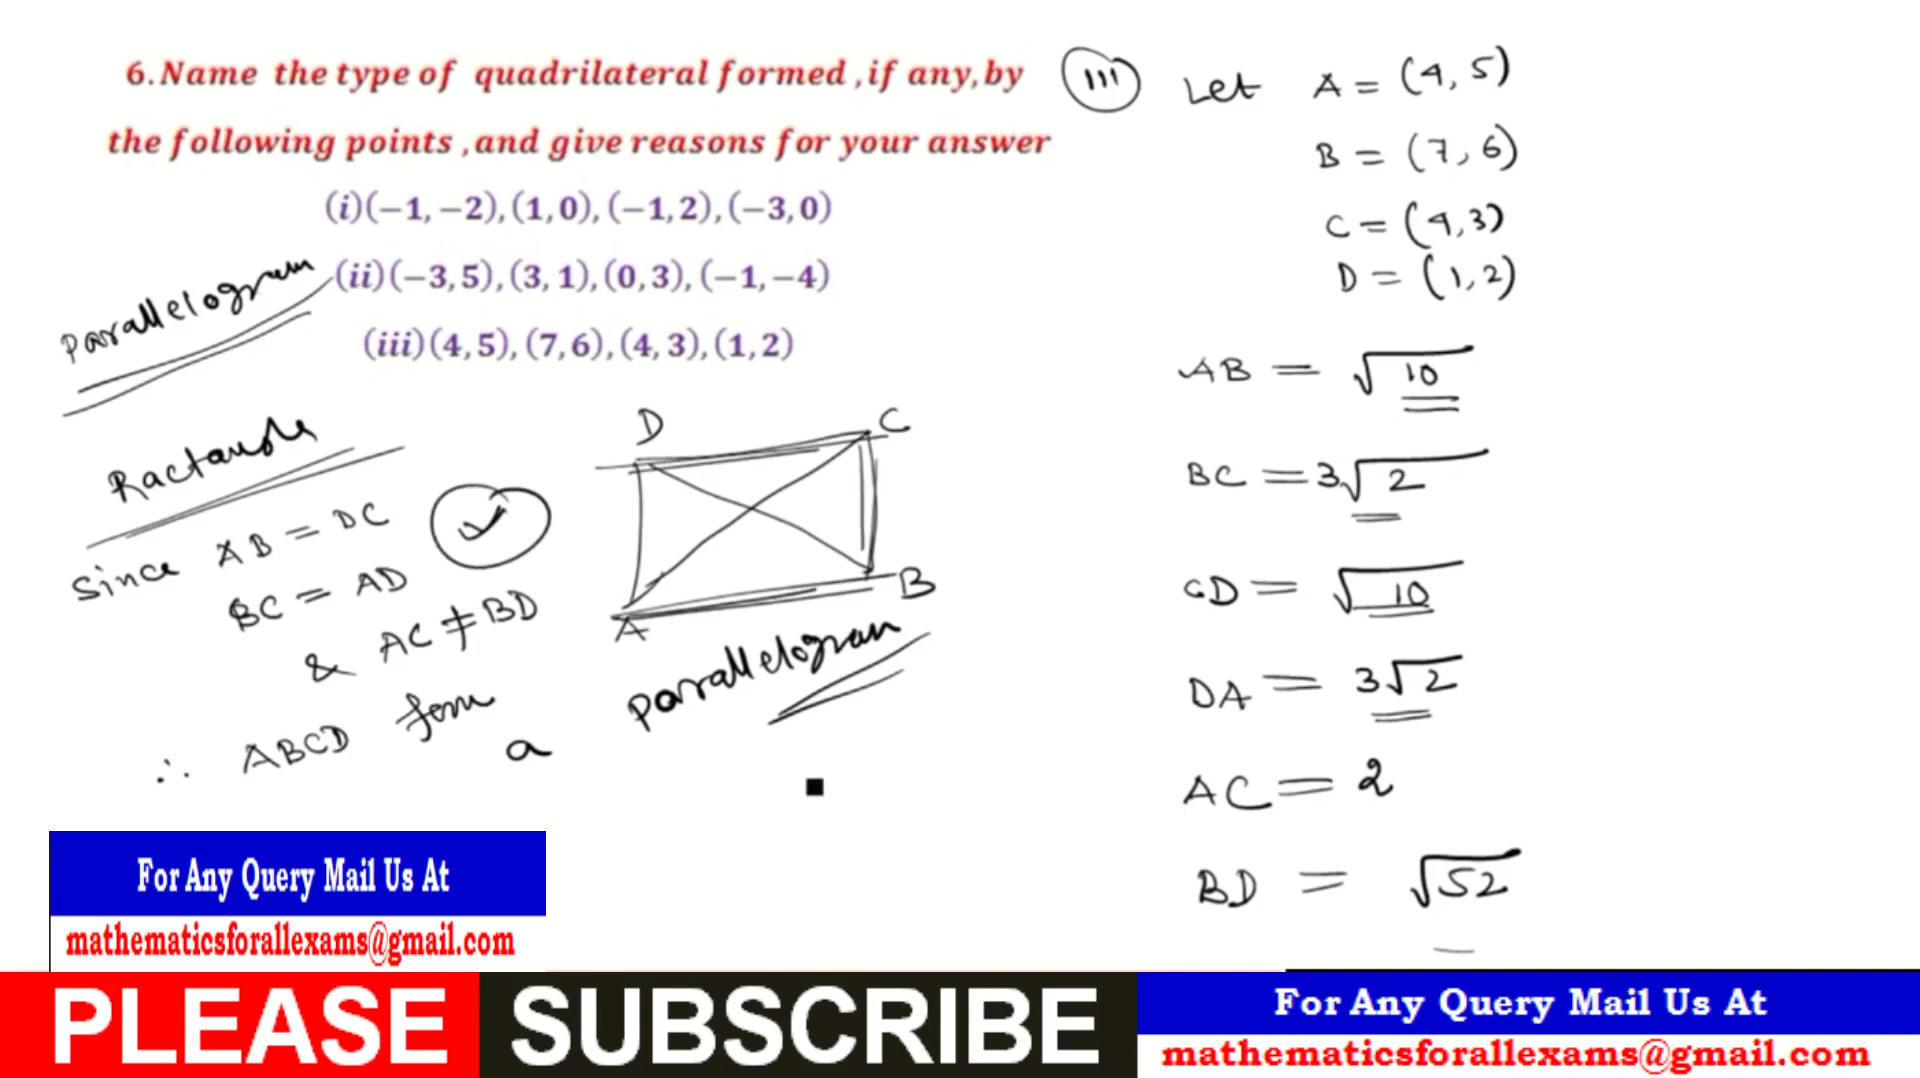 6.Name the type of quadrilateral formed ,if any,by
the following points ,and give reasons for your answer
(i)(−1,−2),(1,0),(−1,2),(−3,0)
(ii)(−3,5),(3,1),(0,3),(−1,−4)
(iii)(4,5),(7,6),(4,3),(1,2)
Parallelogram
Since AB = DC
BC = AD
& AC ≠ BD
∴ ABCD form
a parallelogram
D C
A B
III Let A = (4, 5)
B = (7, 6)
C = (4,3)
D = (1,2)
AB = √10
BC = 3√2
CD = √10
DA = 3√2
AC = 2
BD = √52
For Any Query Mail Us At
mathematicsforallexams@gmail.com
PLEASE SUBSCRIBE
For Any Query Mail Us At
mathematicsforallexams@gmail.com